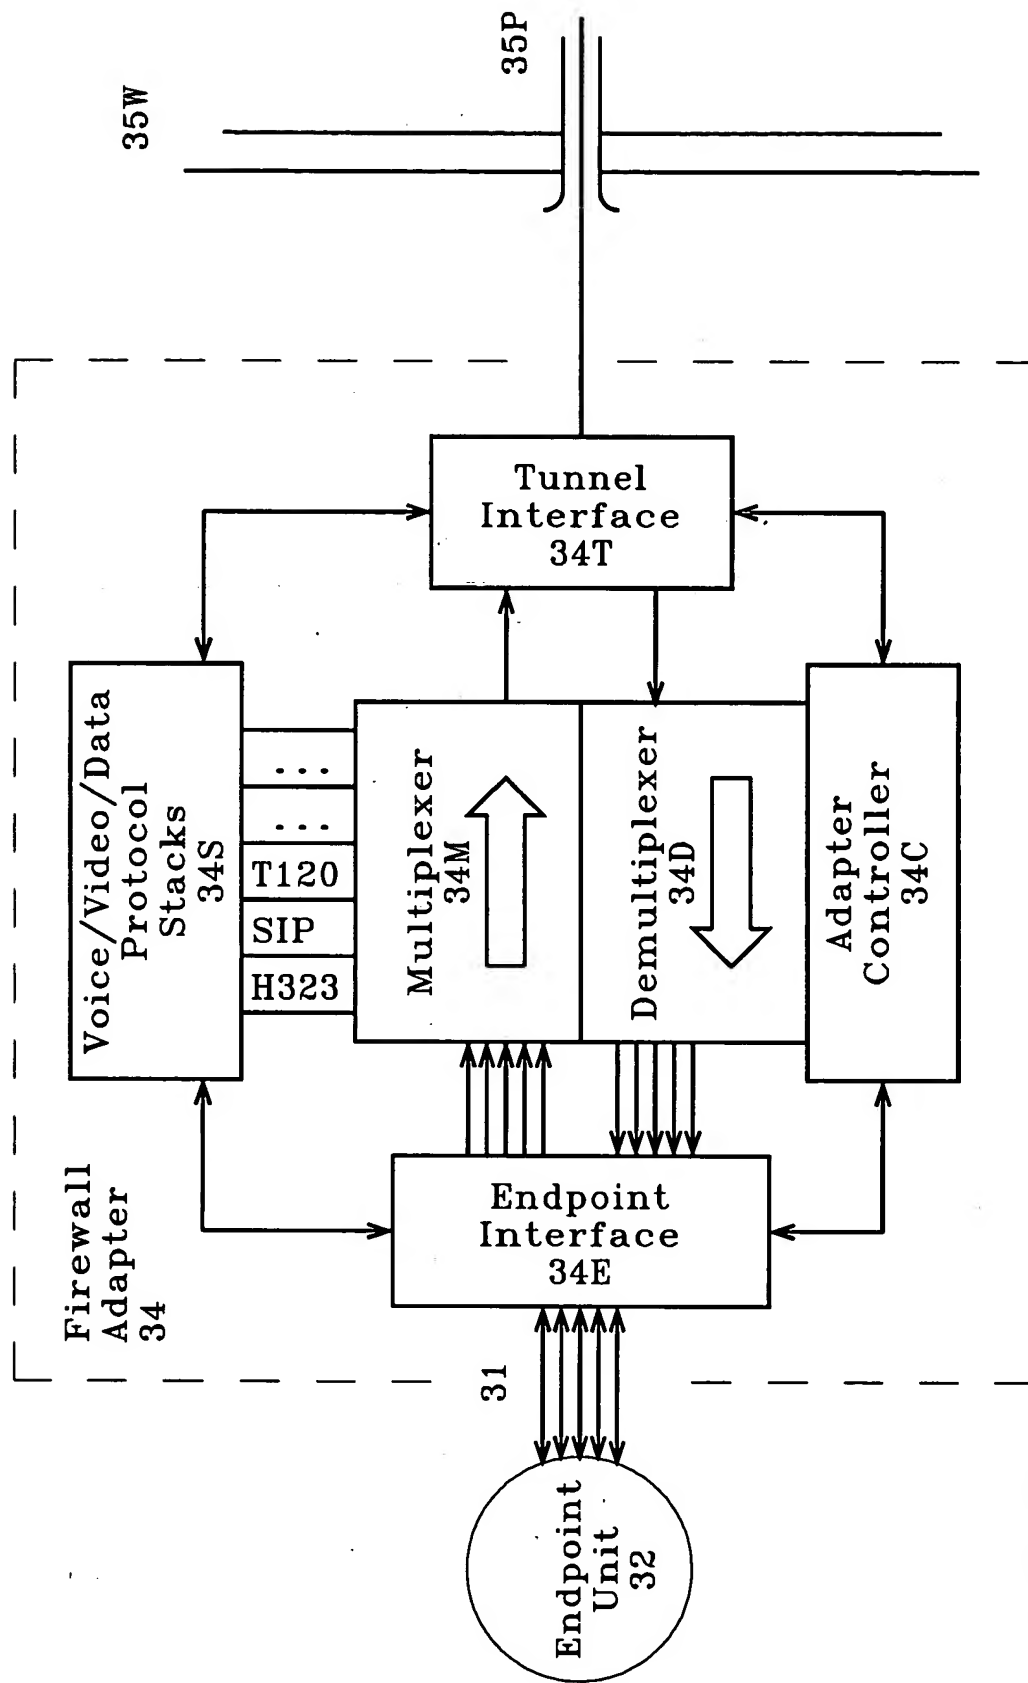 35W
35P
Firewall
Adapter
34
Voice/Video/Data
Protocol
Stacks
34S
H323
SIP
T120
...
...
Multiplexer
34M
Tunnel
Interface
34T
Endpoint
Interface
34E
31
Endpoint
Unit
32
Demultiplexer
34D
Adapter
Controller
34C